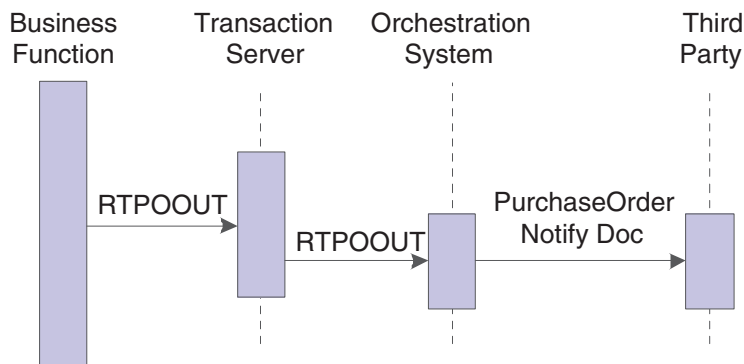 Business
Function
Transaction
Server
Orchestration
System
Third
Party
RTPOOUT
RTPOOUT
PurchaseOrder
Notify Doc